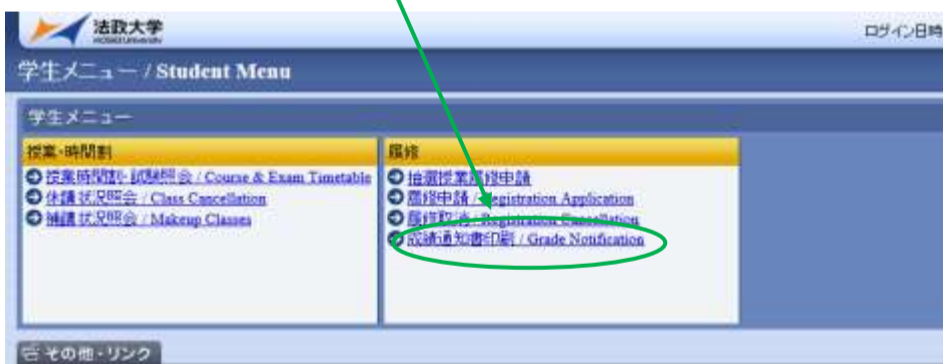 法政大学
HOSEI University
ログイン日時
学生メニュー / Student Menu
学生メニュー
授業・時間割
授業時間割・試験照会 / Course & Exam Timetable
休講状況照会 / Class Cancellation
補講状況照会 / Makeup Classes
履修
抽選授業履修申請
履修申請 / Registration Application
履修取消 / Registration Cancellation
成績通知書印刷 / Grade Notification
その他・リンク